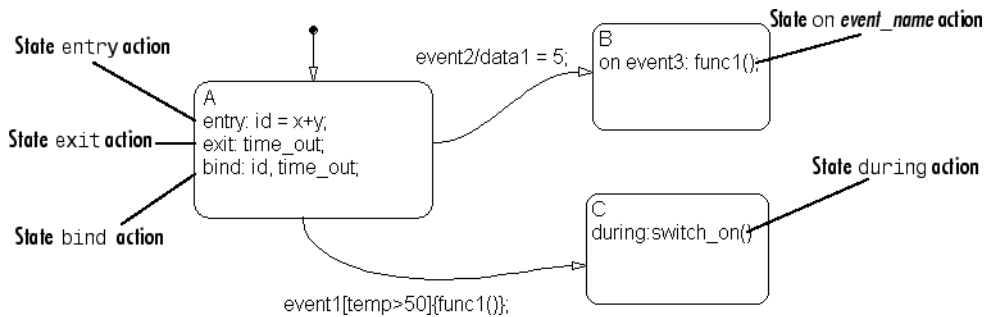 State on event_name action
State entry action
event2/data1 = 5;
B
on event3: func1();
A
entry: id = x+y;
exit: time_out;
bind: id, time_out;
State exit action
State during action
State bind action
C
during:switch_on()
event1[temp>50]{func1()};